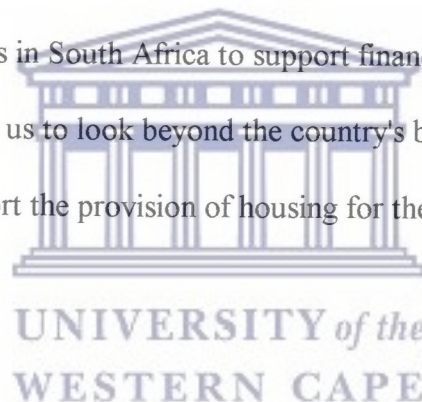 s in South Africa to support financ
us to look beyond the country's b
rt the provision of housing for the
UNIVERSITY of the
WESTERN CAPE